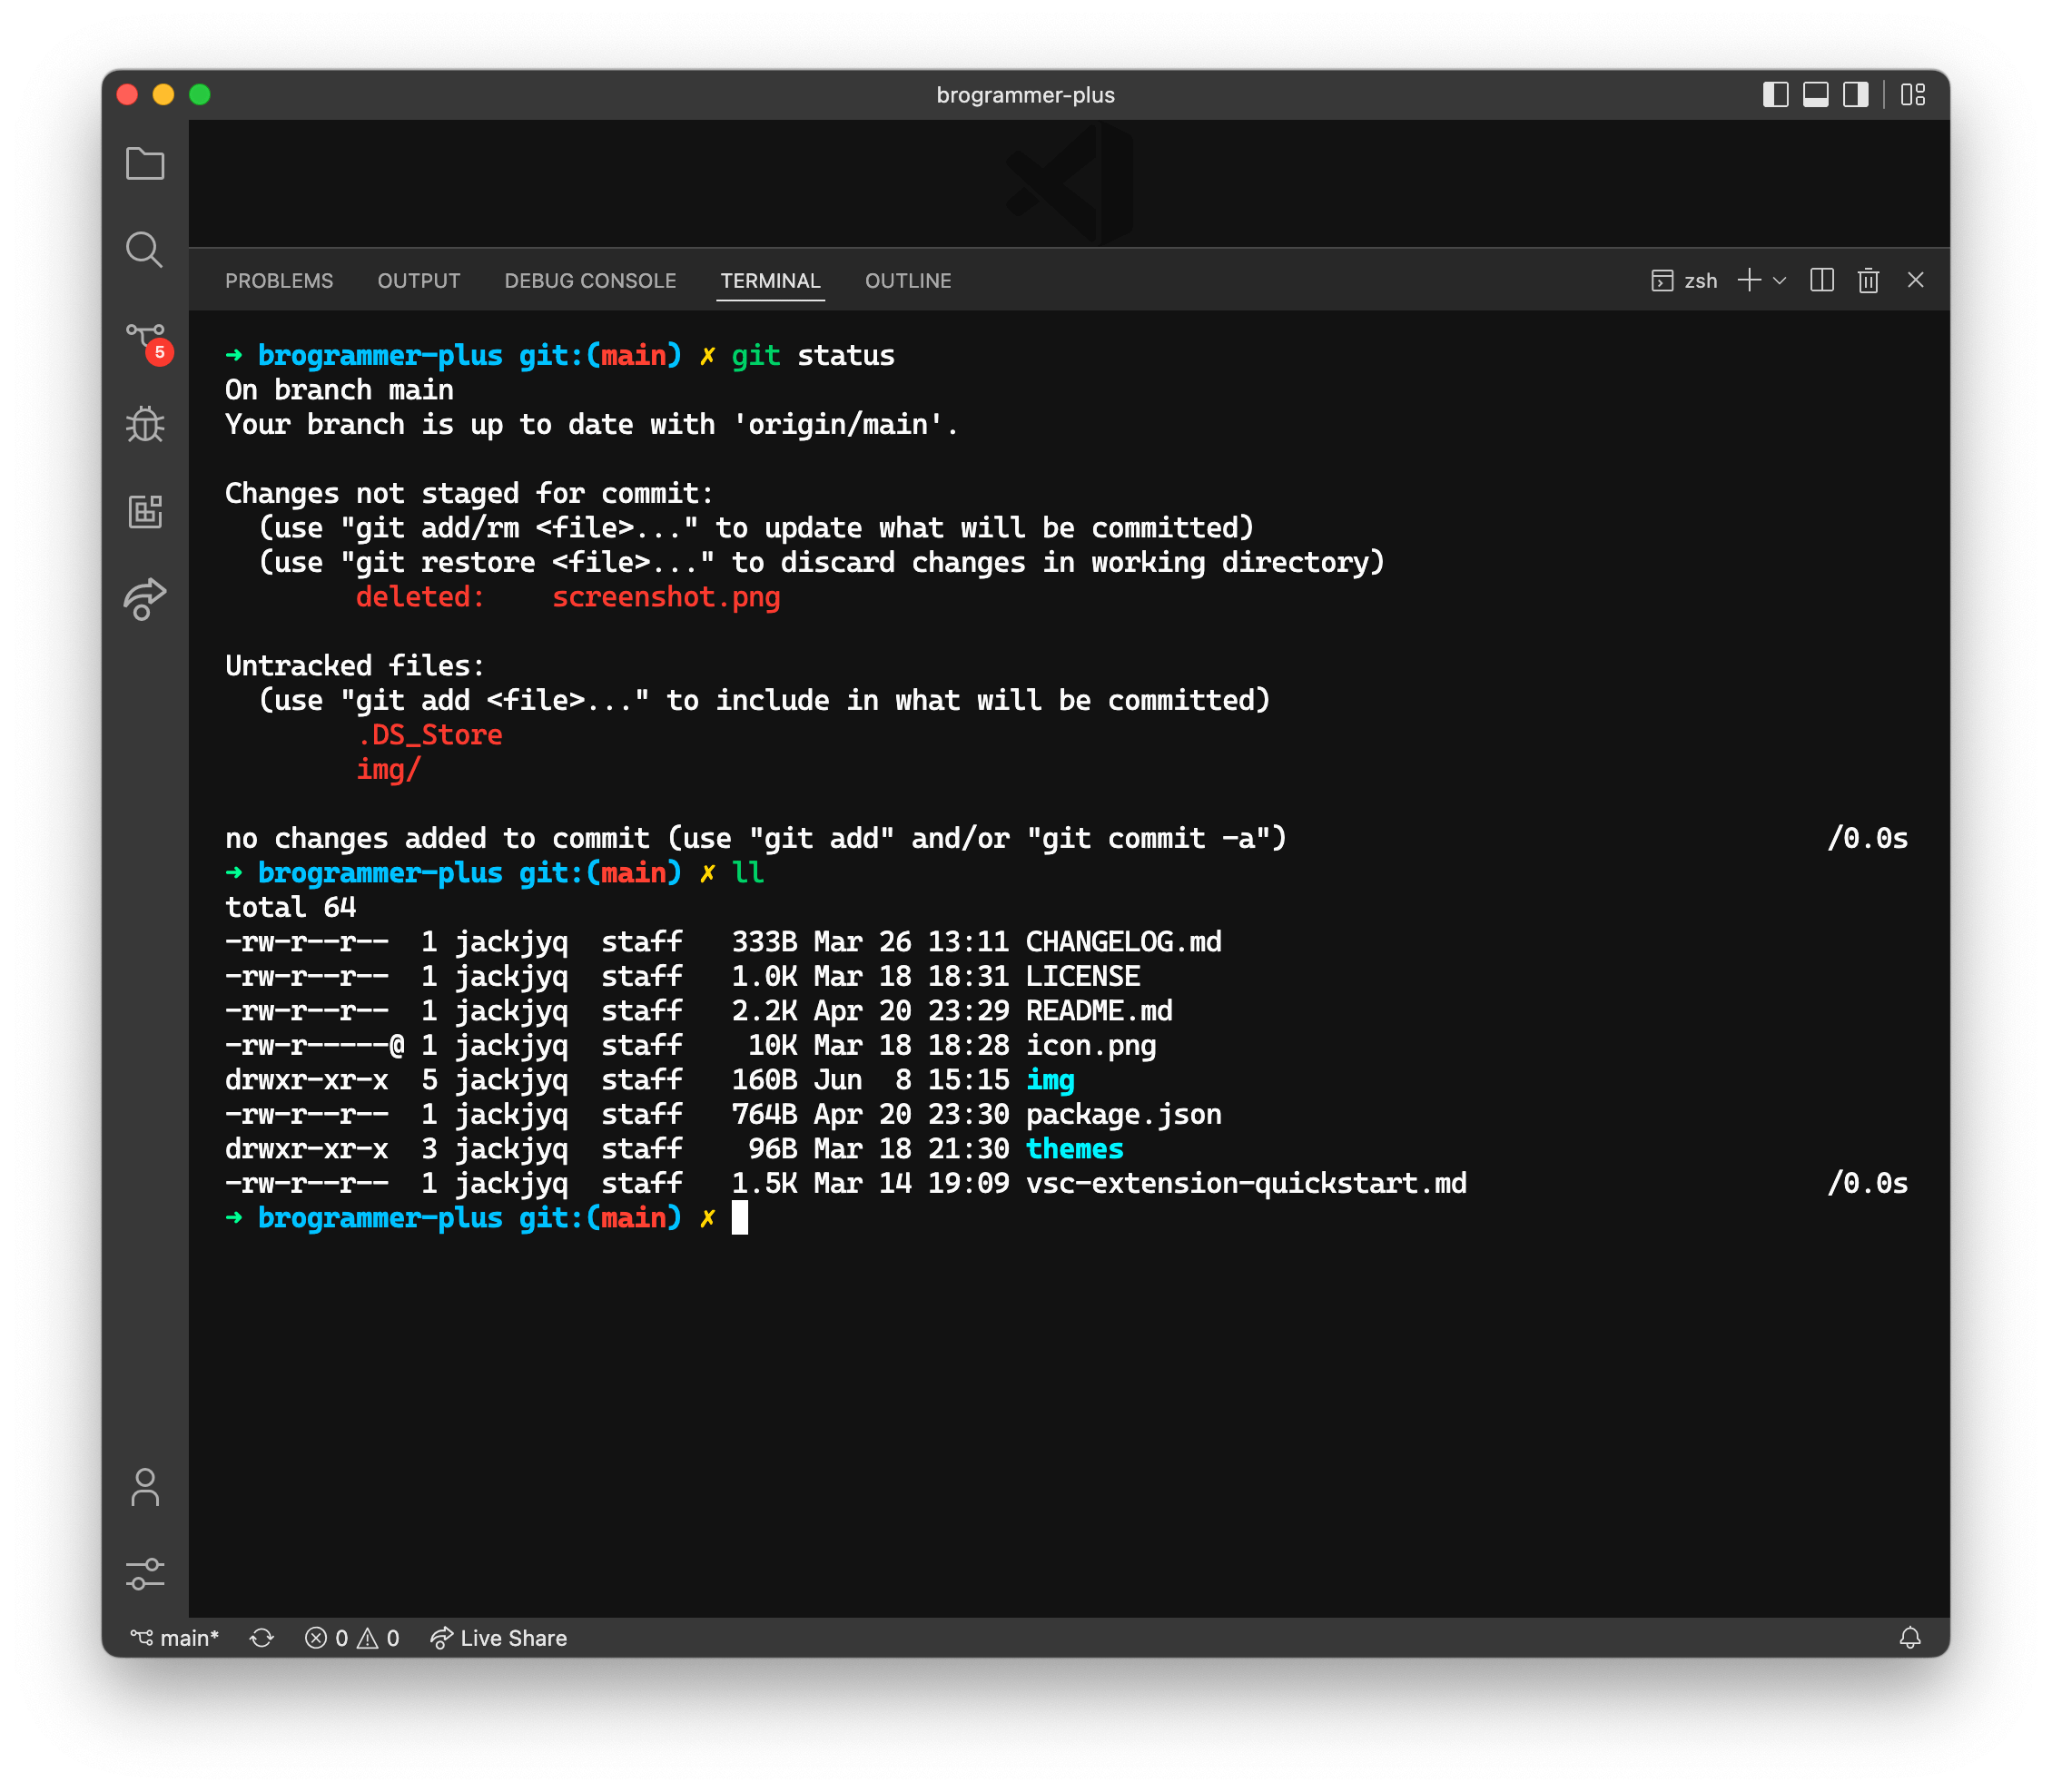 brogrammer-plus
PROBLEMS OUTPUT DEBUG CONSOLE TERMINAL OUTLINE zsh
5
➜ brogrammer-plus git:(main) ✗ git status
On branch main
Your branch is up to date with 'origin/main'.
Changes not staged for commit:
(use "git add/rm <file>..." to update what will be committed)
(use "git restore <file>..." to discard changes in working directory)
deleted: screenshot.png
Untracked files:
(use "git add <file>..." to include in what will be committed)
.DS_Store
img/
no changes added to commit (use "git add" and/or "git commit -a") /0.0s
➜ brogrammer-plus git:(main) ✗ ll
total 64
-rw-r--r-- 1 jackjyq staff 333B Mar 26 13:11 CHANGELOG.md
-rw-r--r-- 1 jackjyq staff 1.0K Mar 18 18:31 LICENSE
-rw-r--r-- 1 jackjyq staff 2.2K Apr 20 23:29 README.md
-rw-r-----@ 1 jackjyq staff 10K Mar 18 18:28 icon.png
drwxr-xr-x 5 jackjyq staff 160B Jun 8 15:15 img
-rw-r--r-- 1 jackjyq staff 764B Apr 20 23:30 package.json
drwxr-xr-x 3 jackjyq staff 96B Mar 18 21:30 themes
-rw-r--r-- 1 jackjyq staff 1.5K Mar 14 19:09 vsc-extension-quickstart.md /0.0s
➜ brogrammer-plus git:(main) ✗
main* 0 0 Live Share